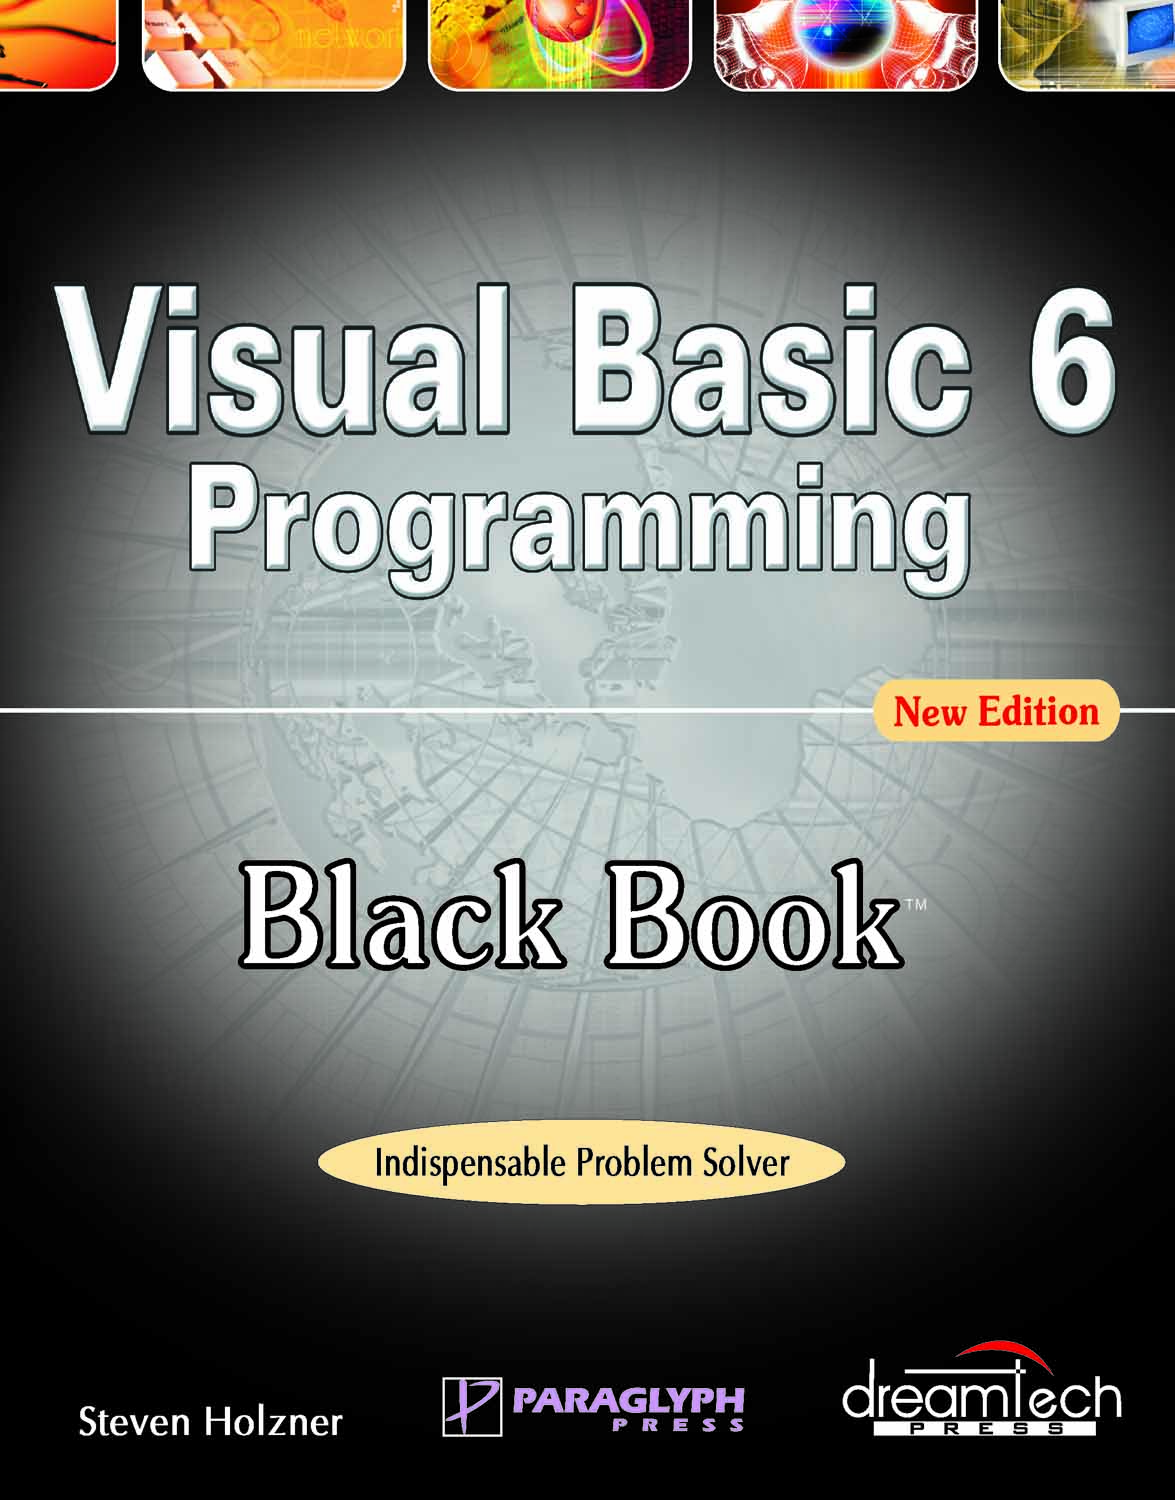 network
Visual Basic 6
Programming
New Edition
Black Book™
Indispensable Problem Solver
Steven Holzner
PARAGLYPH
PRESS
dreamtech
PRESS